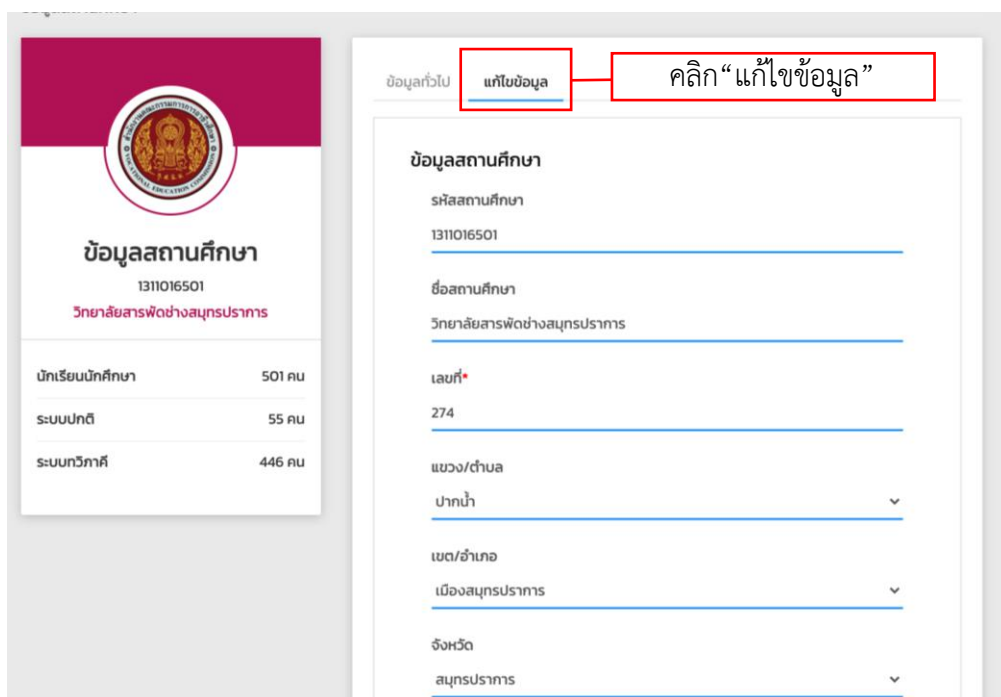 ข้อมูลทั่วไป แก้ไขข้อมูล คลิก“แก้ไขข้อมูล”
VOCATIONAL EDUCATION COMMISSION
ข้อมูลสถานศึกษา
1311016501
วิทยาลัยสารพัดช่างสมุทรปราการ
นักเรียนนักศึกษา 501 คน
ระบบปกติ 55 คน
ระบบทวิภาคี 446 คน
ข้อมูลสถานศึกษา
รหัสสถานศึกษา
1311016501
ชื่อสถานศึกษา
วิทยาลัยสารพัดช่างสมุทรปราการ
เลขที่*
274
แขวง/ตำบล
ปากน้ำ
เขต/อำเภอ
เมืองสมุทรปราการ
จังหวัด
สมุทรปราการ